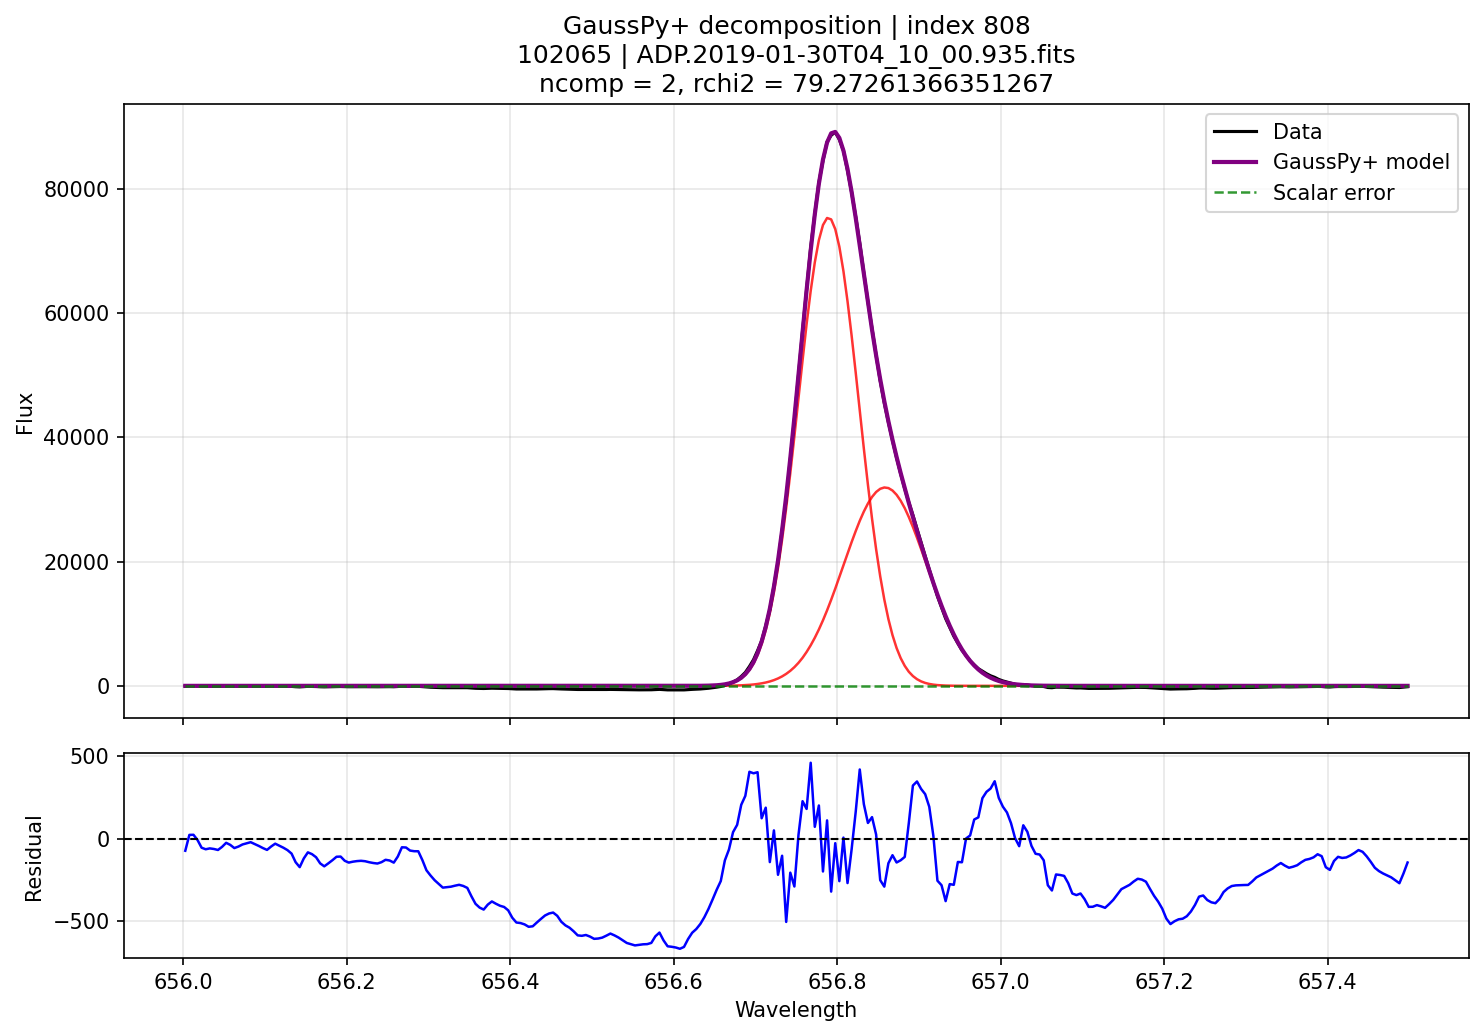 GaussPy+ decomposition | index 808
102065 | ADP.2019-01-30T04_10_00.935.fits
ncomp = 2, rchi2 = 79.27261366351267
Data
GaussPy+ model
Scalar error
80000
60000
40000
20000
0
Flux
500
0
−500
Residual
656.0
656.2
656.4
656.6
656.8
657.0
657.2
657.4
Wavelength